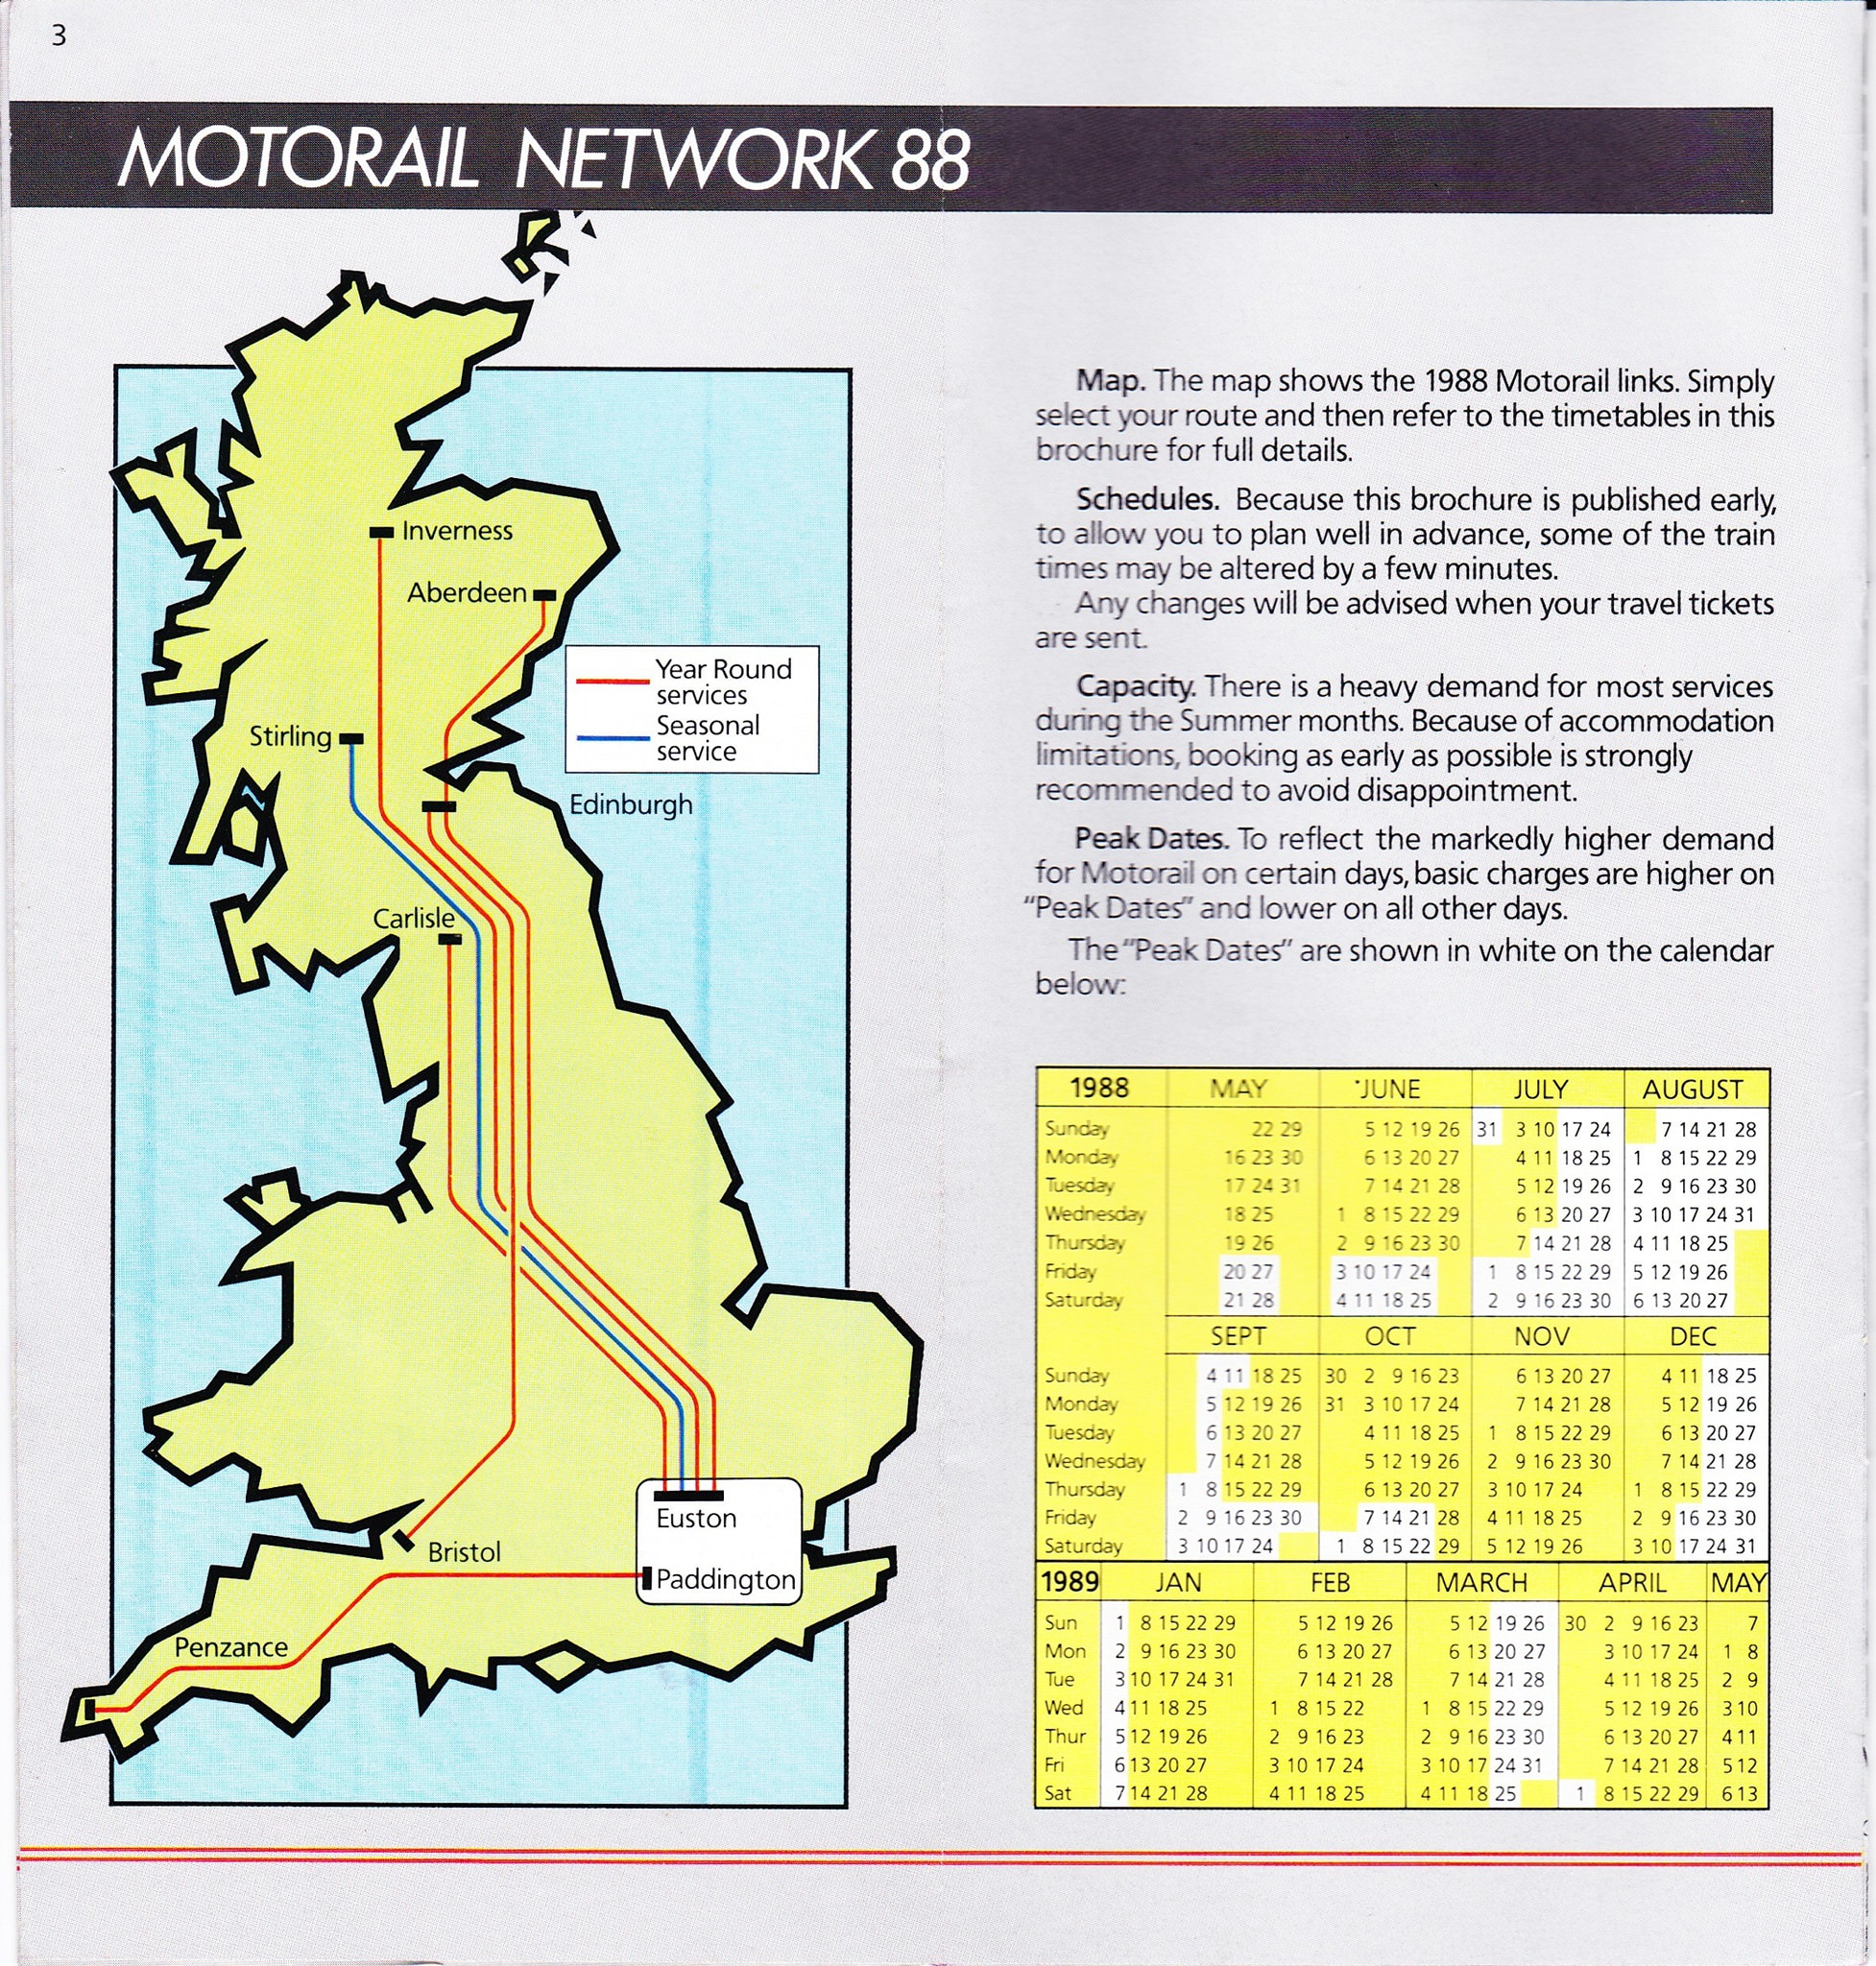 3
MOTORAIL NETWORK 88
Inverness
Aberdeen
Year Round
services
Seasonal
service
Stirling
Edinburgh
Carlisle
Euston
Bristol
Paddington
Penzance
Map. The map shows the 1988 Motorail links. Simply
select your route and then refer to the timetables in this
brochure for full details.
Schedules. Because this brochure is published early,
to allow you to plan well in advance, some of the train
times may be altered by a few minutes.
Any changes will be advised when your travel tickets
are sent.
Capacity. There is a heavy demand for most services
during the Summer months. Because of accommodation
limitations, booking as early as possible is strongly
recommended to avoid disappointment.
Peak Dates. To reflect the markedly higher demand
for Motorail on certain days, basic charges are higher on
“Peak Dates” and lower on all other days.
The “Peak Dates” are shown in white on the calendar
below:
1988 MAY JUNE JULY AUGUST
Sunday 22 29 5 12 19 26 31 3 10 17 24 7 14 21 28
Monday 16 23 30 6 13 20 27 4 11 18 25 1 8 15 22 29
Tuesday 17 24 31 7 14 21 28 5 12 19 26 2 9 16 23 30
Wednesday 18 25 1 8 15 22 29 6 13 20 27 3 10 17 24 31
Thursday 19 26 2 9 16 23 30 7 14 21 28 4 11 18 25
Friday 20 27 3 10 17 24 1 8 15 22 29 5 12 19 26
Saturday 21 28 4 11 18 25 2 9 16 23 30 6 13 20 27
SEPT OCT NOV DEC
Sunday 4 11 18 25 30 2 9 16 23 6 13 20 27 4 11 18 25
Monday 5 12 19 26 31 3 10 17 24 7 14 21 28 5 12 19 26
Tuesday 6 13 20 27 4 11 18 25 1 8 15 22 29 6 13 20 27
Wednesday 7 14 21 28 5 12 19 26 2 9 16 23 30 7 14 21 28
Thursday 1 8 15 22 29 6 13 20 27 3 10 17 24 1 8 15 22 29
Friday 2 9 16 23 30 7 14 21 28 4 11 18 25 2 9 16 23 30
Saturday 3 10 17 24 1 8 15 22 29 5 12 19 26 3 10 17 24 31
1989 JAN FEB MARCH APRIL MAY
Sun 1 8 15 22 29 5 12 19 26 5 12 19 26 30 2 9 16 23 7
Mon 2 9 16 23 30 6 13 20 27 6 13 20 27 3 10 17 24 1 8
Tue 3 10 17 24 31 7 14 21 28 7 14 21 28 4 11 18 25 2 9
Wed 4 11 18 25 1 8 15 22 1 8 15 22 29 5 12 19 26 3 10
Thur 5 12 19 26 2 9 16 23 2 9 16 23 30 6 13 20 27 4 11
Fri 6 13 20 27 3 10 17 24 3 10 17 24 31 7 14 21 28 5 12
Sat 7 14 21 28 4 11 18 25 4 11 18 25 1 8 15 22 29 6 13